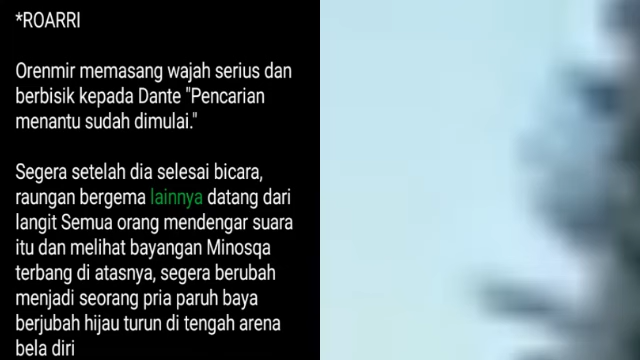 *ROARRI
Orenmir memasang wajah serius dan
berbisik kepada Dante "Pencarian
menantu sudah dimulai."
Segera setelah dia selesai bicara,
raungan bergema lainnya datang dari
langit Semua orang mendengar suara
itu dan melihat bayangan Minosqa
terbang di atasnya, segera berubah
menjadi seorang pria paruh baya
berjubah hijau turun di tengah arena
bela diri